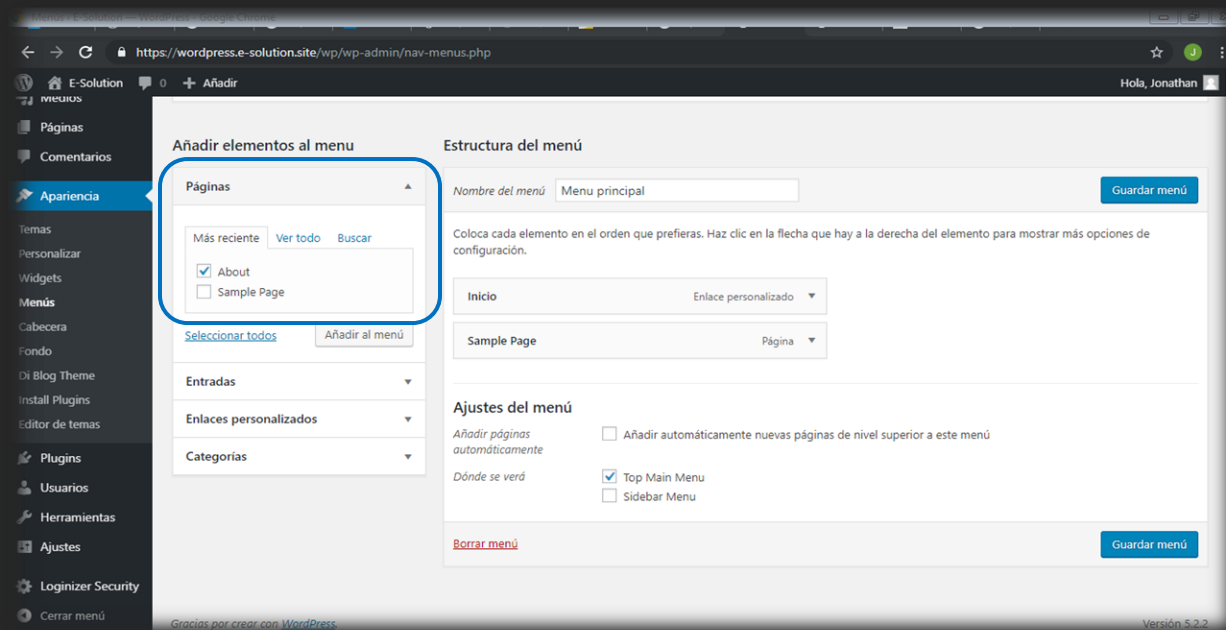 Menús - E-Solution — WordPress - Google Chrome
https://wordpress.e-solution.site/wp/wp-admin/nav-menus.php
J
E-Solution 0 Añadir
Hola, Jonathan
Medios
Páginas
Comentarios
Apariencia
Temas
Personalizar
Widgets
Menús
Cabecera
Fondo
Di Blog Theme
Install Plugins
Editor de temas
Plugins
Usuarios
Herramientas
Ajustes
Loginizer Security
Cerrar menú
Añadir elementos al menu
Páginas
Más reciente Ver todo Buscar
About
Sample Page
Seleccionar todos Añadir al menú
Entradas
Enlaces personalizados
Categorías
Estructura del menú
Nombre del menú Menu principal Guardar menú
Coloca cada elemento en el orden que prefieras. Haz clic en la flecha que hay a la derecha del elemento para mostrar más opciones de
configuración.
Inicio Enlace personalizado
Sample Page Página
Ajustes del menú
Añadir páginas
automáticamente
Añadir automáticamente nuevas páginas de nivel superior a este menú
Dónde se verá
Top Main Menu
Sidebar Menu
Borrar menú Guardar menú
Gracias por crear con WordPress. Versión 5.2.2